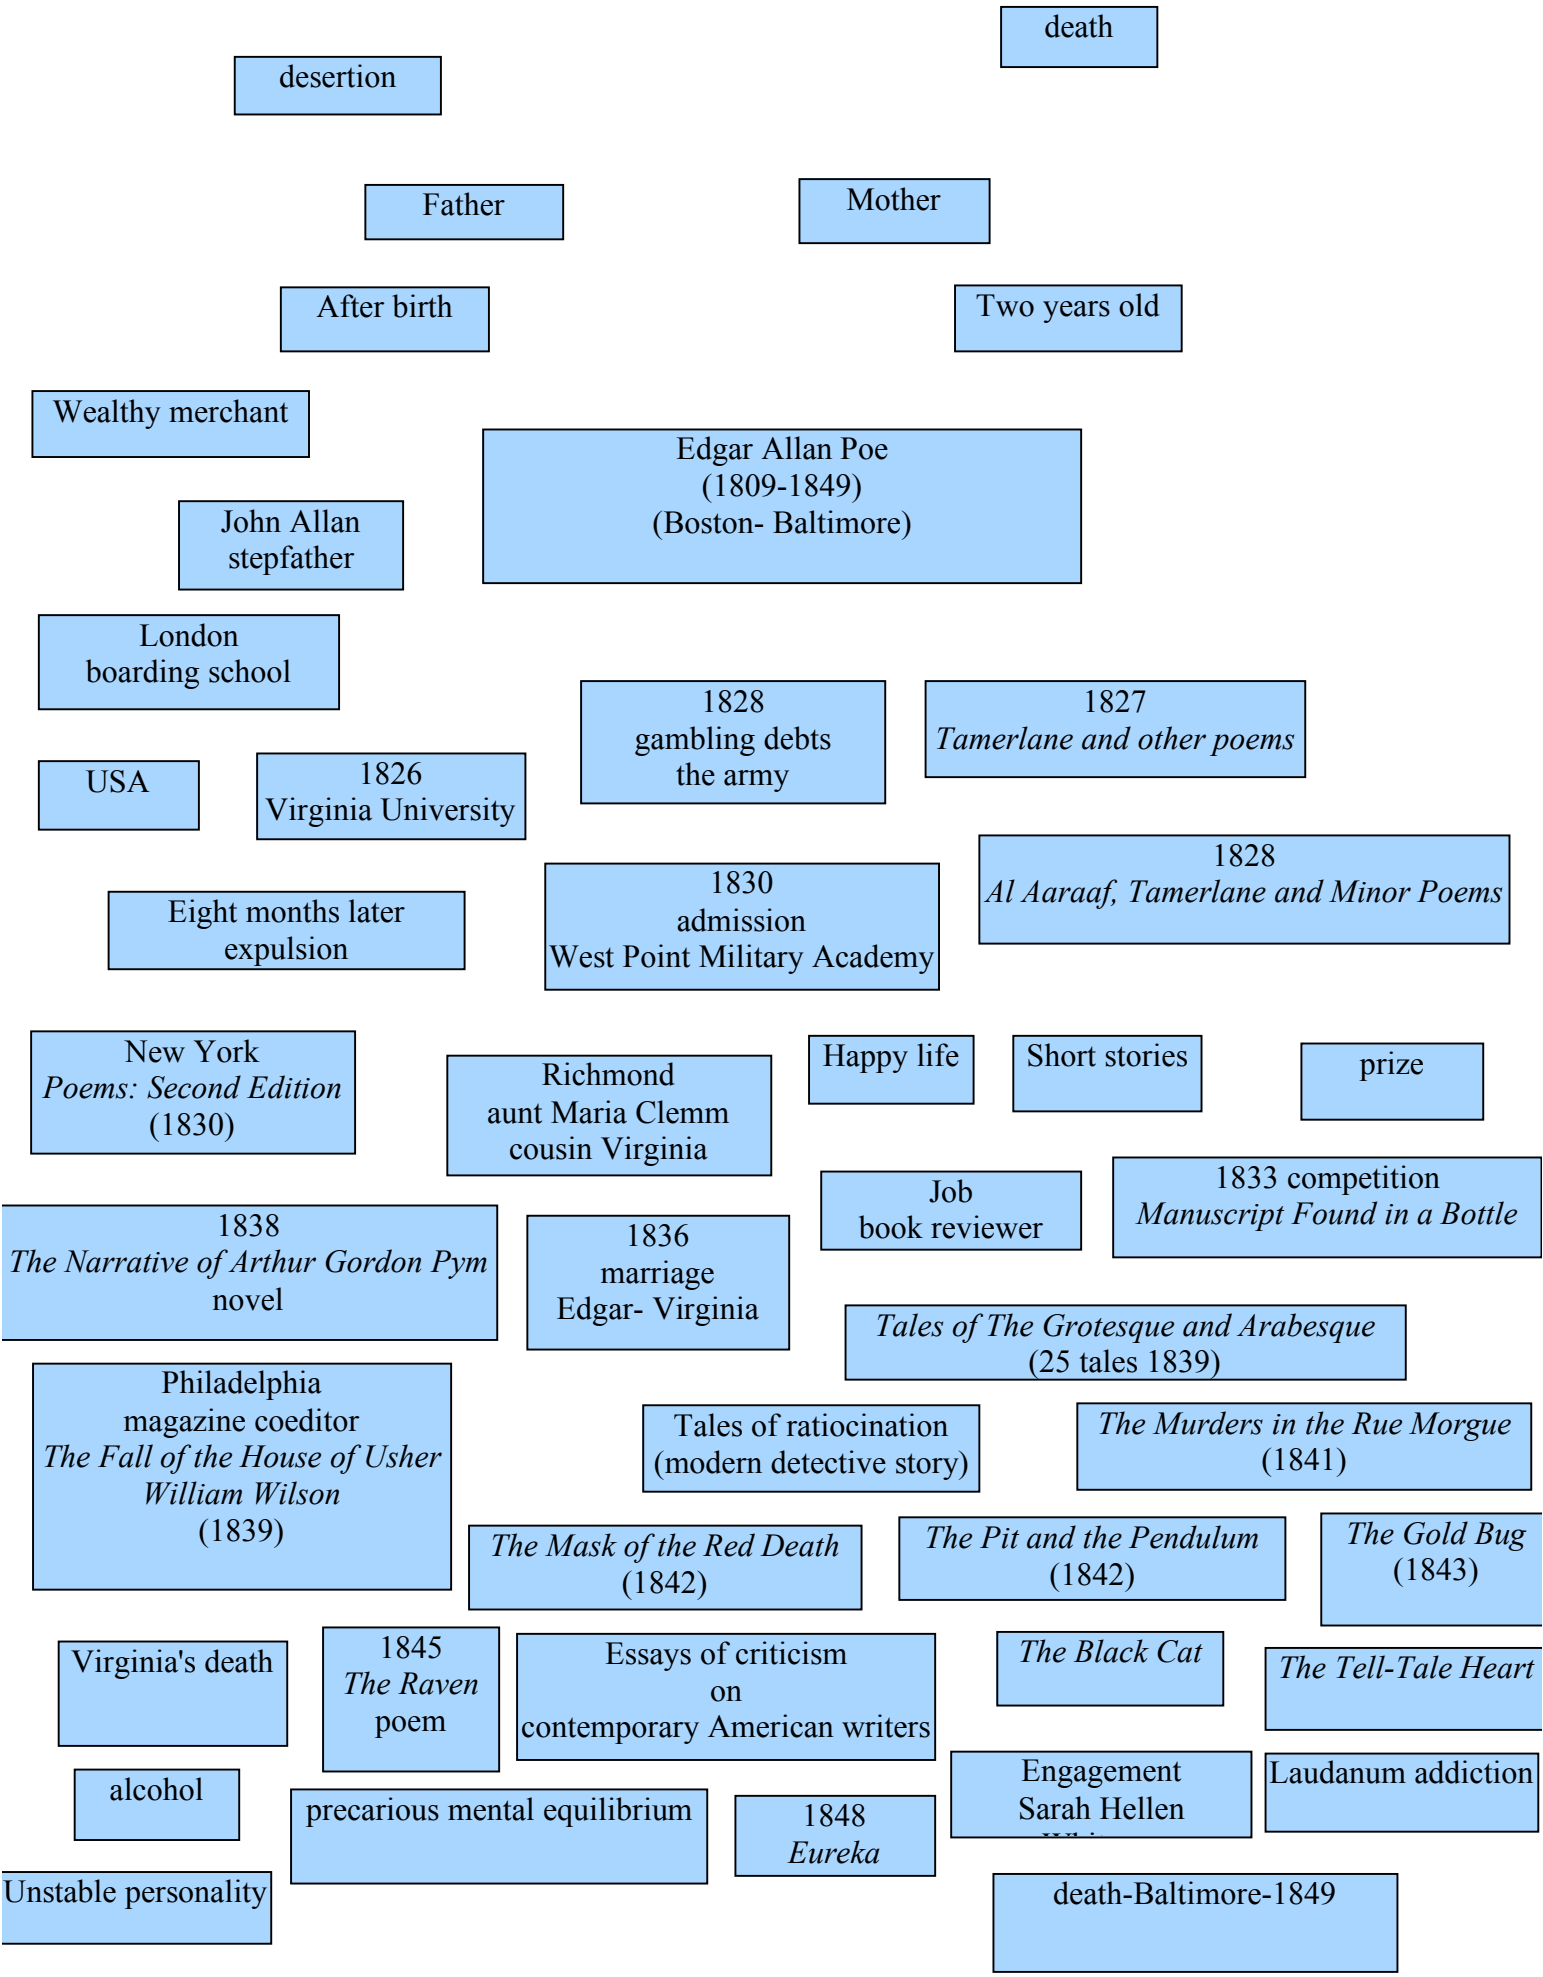 death
desertion
Father
Mother
After birth
Two years old
Wealthy merchant
Edgar Allan Poe
(1809-1849)
(Boston- Baltimore)
John Allan
stepfather
London
boarding school
1828
gambling debts
the army
1827
Tamerlane and other poems
USA
1826
Virginia University
1828
Al Aaraaf, Tamerlane and Minor Poems
1830
admission
West Point Military Academy
Eight months later
expulsion
New York
Poems: Second Edition
(1830)
Richmond
aunt Maria Clemm
cousin Virginia
Happy life
Short stories
prize
Job
book reviewer
1833 competition
Manuscript Found in a Bottle
1838
The Narrative of Arthur Gordon Pym
novel
1836
marriage
Edgar- Virginia
Tales of The Grotesque and Arabesque
(25 tales 1839)
Philadelphia
magazine coeditor
The Fall of the House of Usher
William Wilson
(1839)
Tales of ratiocination
(modern detective story)
The Murders in the Rue Morgue
(1841)
The Mask of the Red Death
(1842)
The Pit and the Pendulum
(1842)
The Gold Bug
(1843)
Virginia's death
1845
The Raven
poem
Essays of criticism
on
contemporary American writers
The Black Cat
The Tell-Tale Heart
alcohol
precarious mental equilibrium
1848
Eureka
Engagement
Sarah Hellen
Laudanum addiction
Unstable personality
death-Baltimore-1849